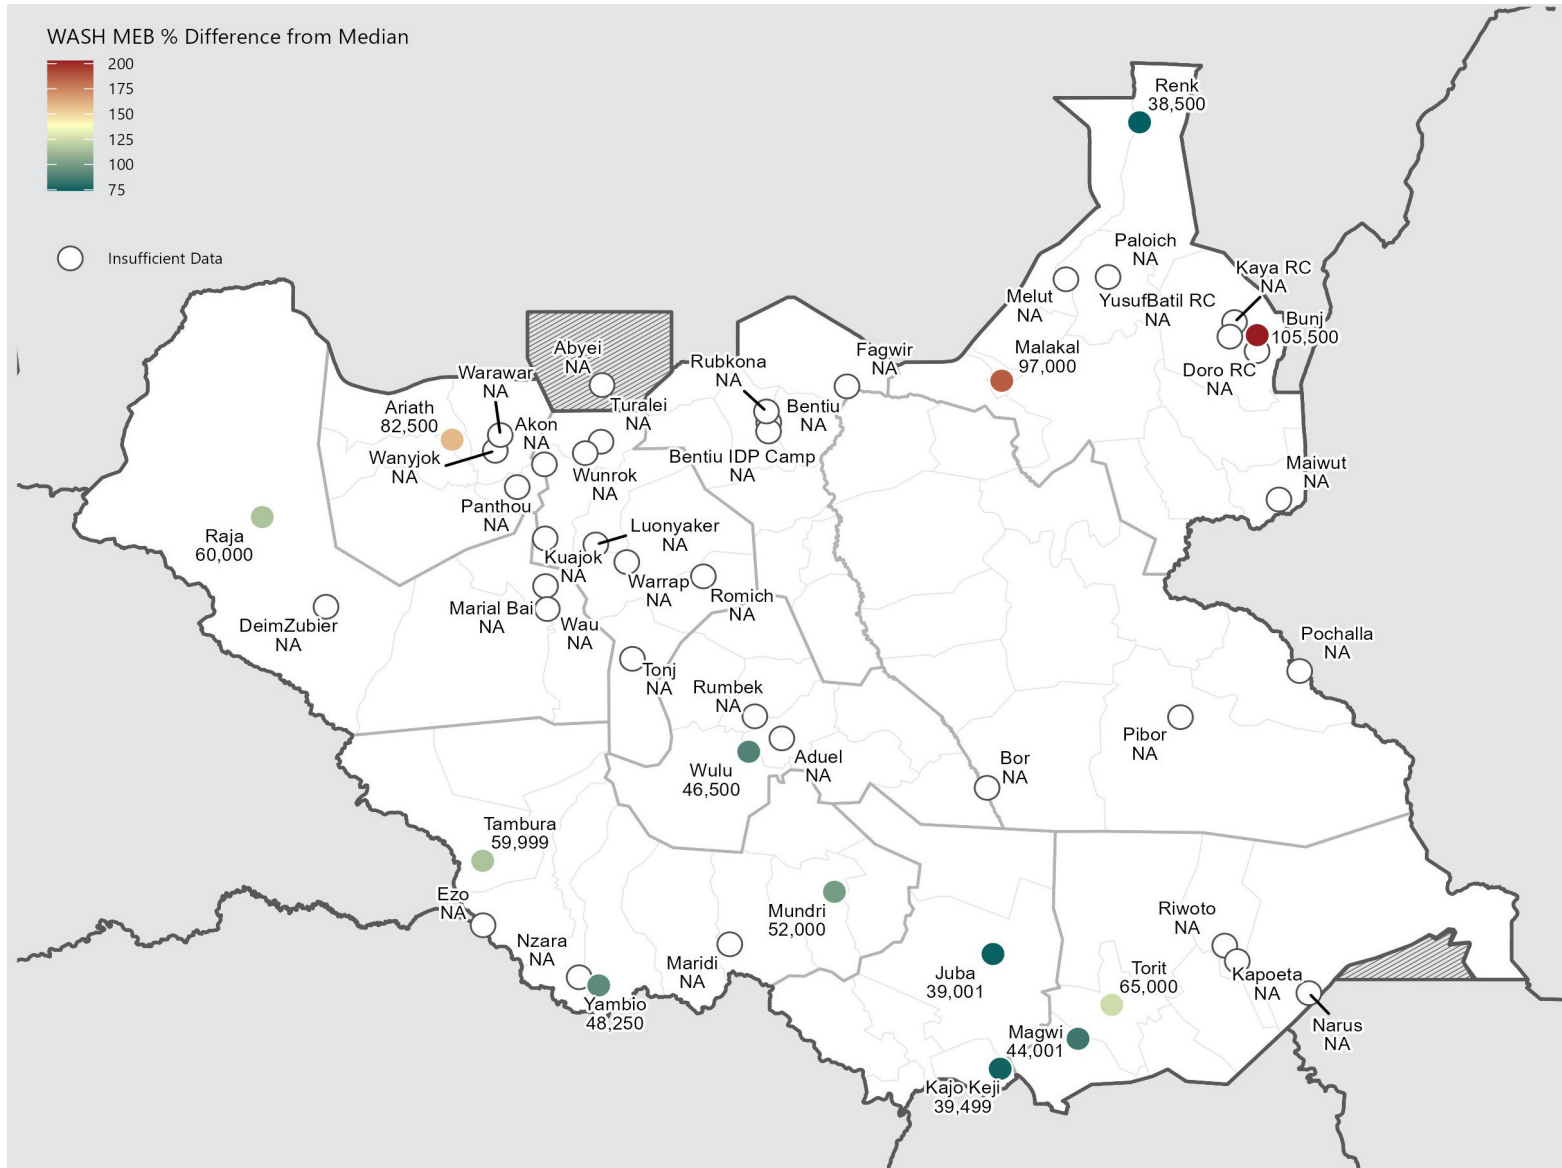 WASH MEB % Difference from Median
200
175
150
125
100
75
Insufficient Data
Renk
38,500
Paloich
NA
Kaya RC
NA
Melut
NA
YusufBatil RC
NA
Bunj
105,500
Malakal
97,000
Doro RC
NA
Fagwir
NA
Abyei
NA
Rubkona
NA
Warawar
NA
Ariath
82,500
Turalei
NA
Bentiu
NA
Akon
NA
Wanyjok
NA
Bentiu IDP Camp
NA
Wunrok
NA
Maiwut
NA
Panthou
NA
Raja
60,000
Luonyaker
NA
Kuajok
NA
Warrap
NA
Romich
NA
Marial Bai
NA
Wau
NA
DeimZubier
NA
Pochalla
NA
Tonj
NA
Rumbek
NA
Pibor
NA
Aduel
NA
Bor
NA
Wulu
46,500
Tambura
59,999
Ezo
NA
Mundri
52,000
Riwoto
NA
Nzara
NA
Maridi
NA
Juba
39,001
Torit
65,000
Kapoeta
NA
Yambio
48,250
Narus
NA
Magwi
44,001
Kajo Keji
39,499